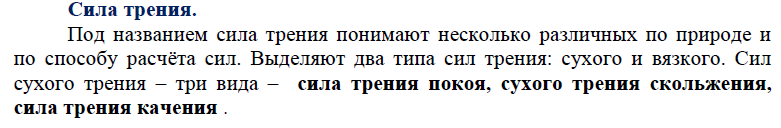 Сила трения.
Под названием сила трения понимают несколько различных по природе и
по способу расчёта сил. Выделяют два типа сил трения: сухого и вязкого. Сил
сухого трения – три вида – сила трения покоя, сухого трения скольжения,
сила трения качения .